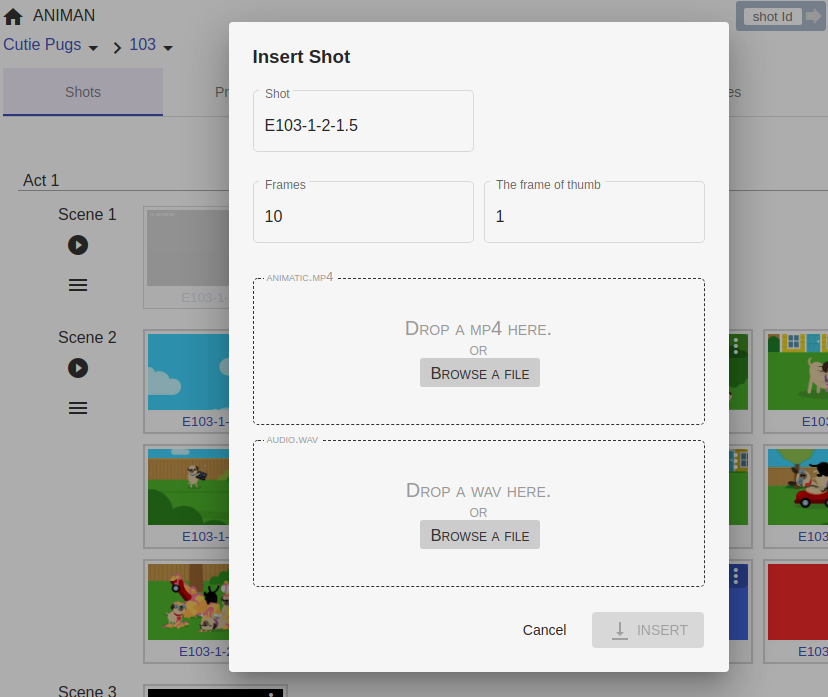 ANIMAN
shot Id
Cutie Pugs
103
Shots
Pr
es
Act 1
Scene 1
E103-1-
Scene 2
E103-1-
E103
E103-1-
E103
E103-1-2
E103
Scene 3
Insert Shot
Shot
E103-1-2-1.5
Frames
10
The frame of thumb
1
ANIMATIC.MP4
DROP A MP4 HERE.
OR
BROWSE A FILE
AUDIO.WAV
DROP A WAV HERE.
OR
BROWSE A FILE
Cancel
INSERT